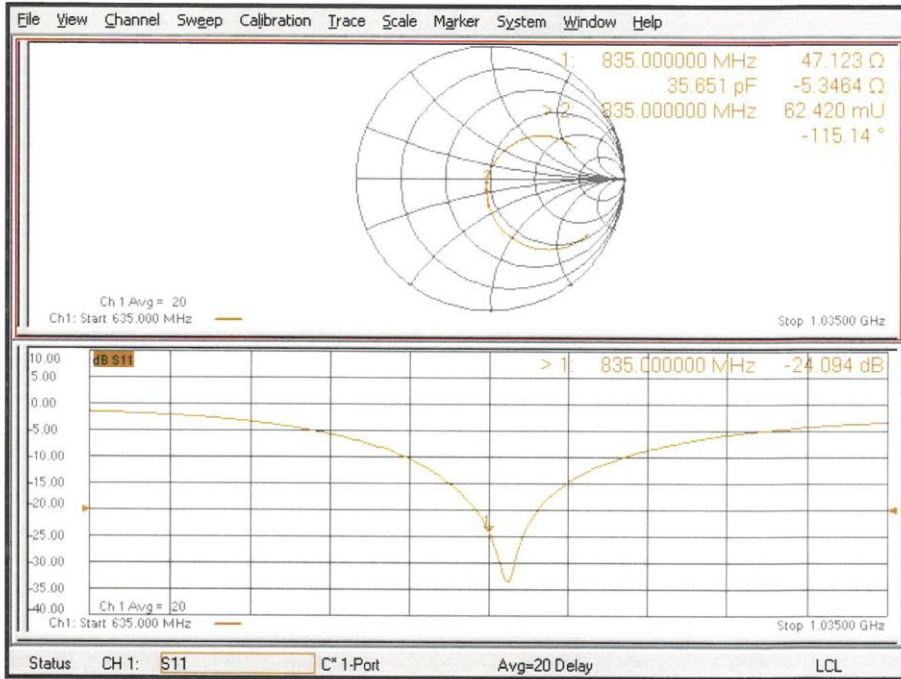 File View Channel Sweep Calibration Trace Scale Marker System Window Help
1: 835.000000 MHz 47.123 Ω
35.651 pF -5.3464 Ω
> 2: 835.000000 MHz 62.420 mU
-115.14 °
Ch 1 Avg = 20
Ch1: Start 635.000 MHz Stop 1.03500 GHz
10.00 dB S11 > 1: 835.000000 MHz -24.094 dB
5.00
0.00
-5.00
-10.00
-15.00
-20.00
-25.00
-30.00
-35.00
-40.00 Ch 1 Avg = 20
Ch1: Start 635.000 MHz Stop 1.03500 GHz
Status CH 1: S11 C* 1-Port Avg=20 Delay LCL